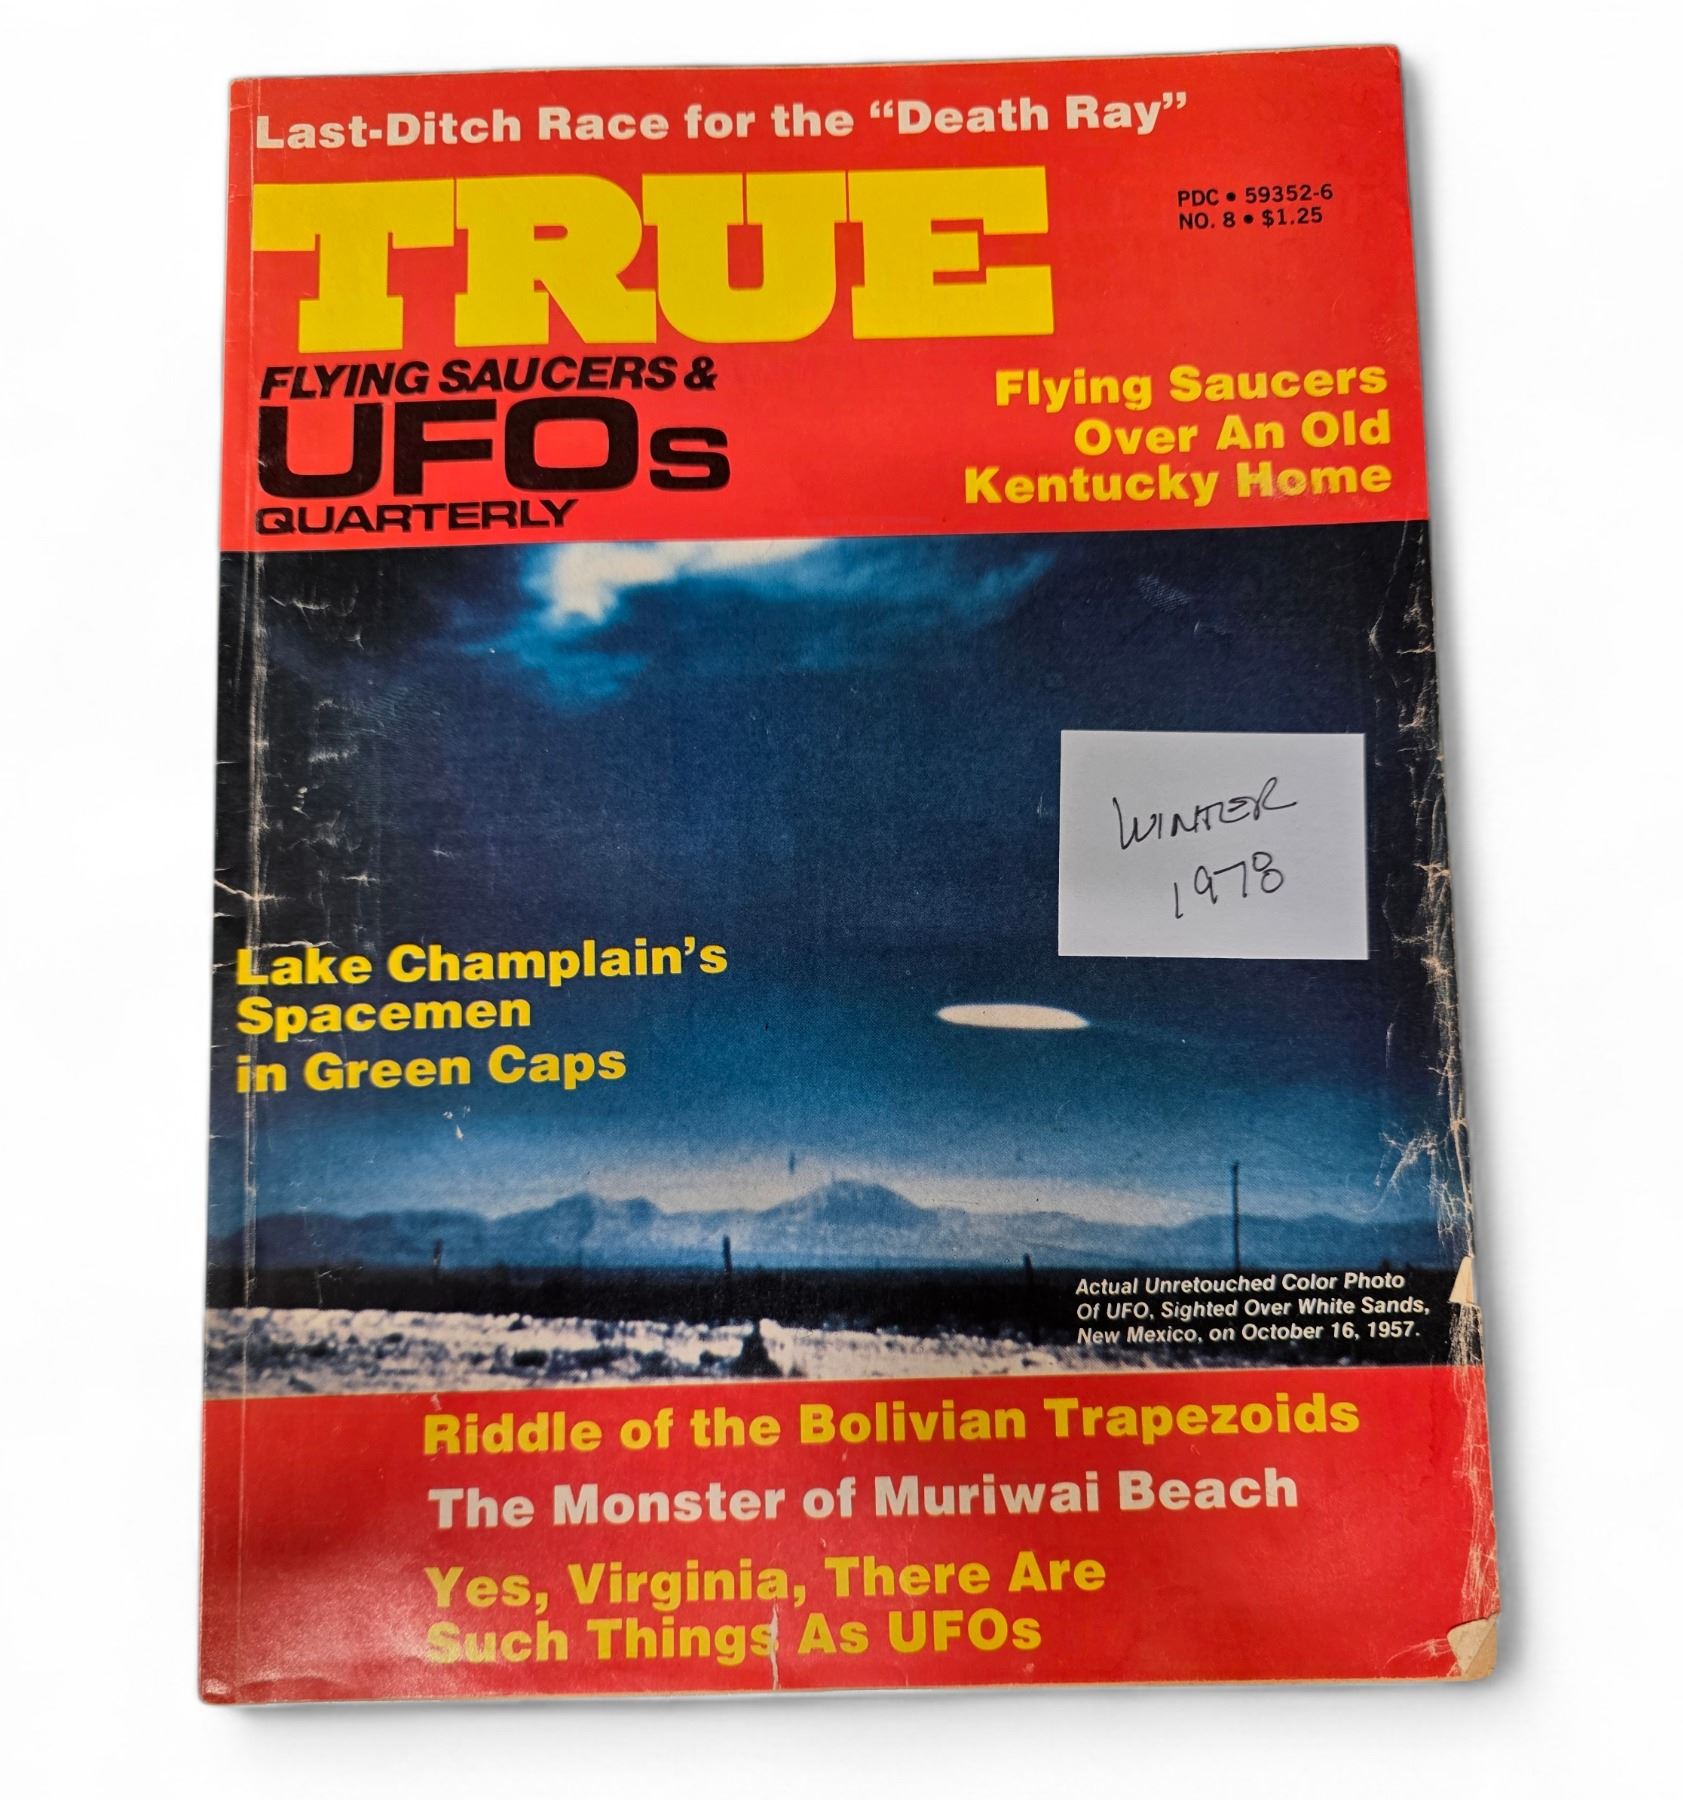 Last-Ditch Race for the “Death Ray”
TRUE
PDC • 59352-6
NO. 8 • $1.25
FLYING SAUCERS &
UFOs
QUARTERLY
Flying Saucers
Over An Old
Kentucky Home
WINTER
1978
Lake Champlain’s
Spacemen
in Green Caps
Actual Unretouched Color Photo
Of UFO, Sighted Over White Sands,
New Mexico, on October 16, 1957.
Riddle of the Bolivian Trapezoids
The Monster of Muriwai Beach
Yes, Virginia, There Are
Such Things As UFOs